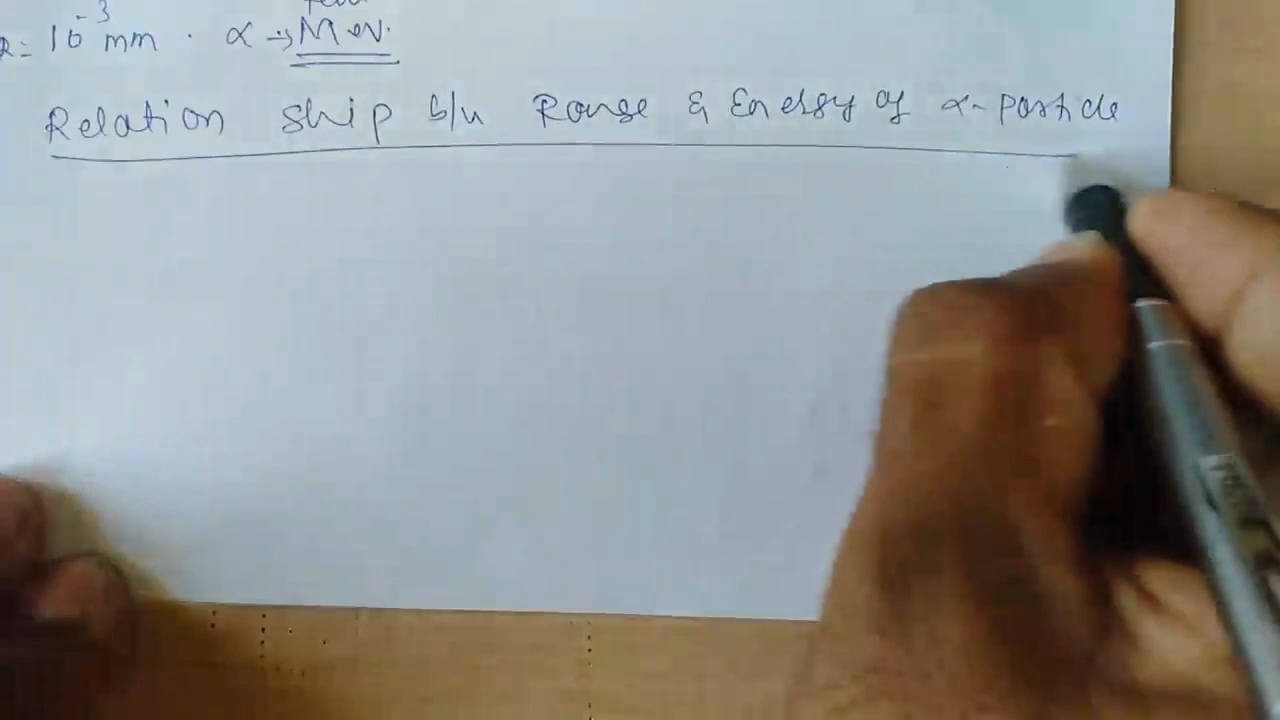 10⁻³ mm . α → Mev.
Relation ship b/w Range & Energy of α- particle